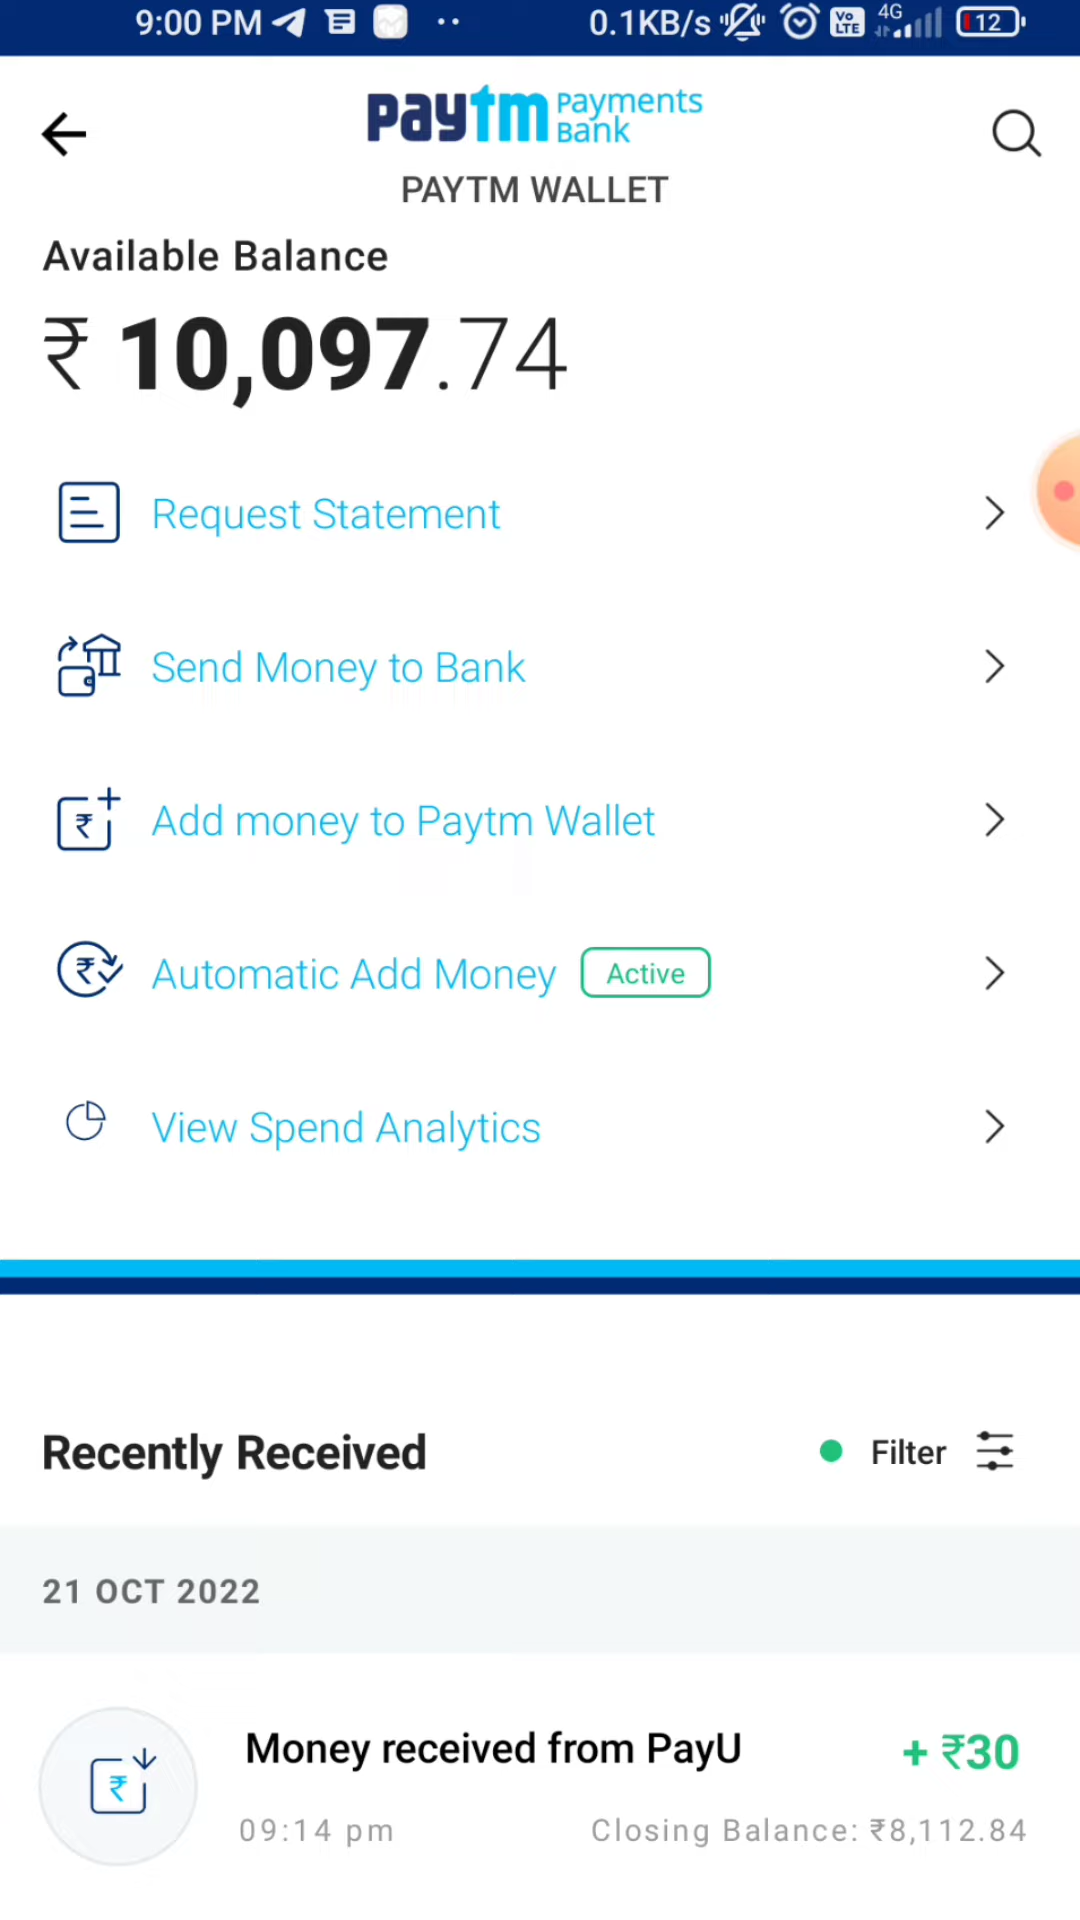 9:00 PM
0.1KB/s
Vo LTE
4G
12
paytm Payments Bank
PAYTM WALLET
Available Balance
₹ 10,097.74
Request Statement
Send Money to Bank
₹ Add money to Paytm Wallet
₹ Automatic Add Money Active
View Spend Analytics
Recently Received
Filter
21 OCT 2022
₹ Money received from PayU + ₹30
09:14 pm Closing Balance: ₹8,112.84